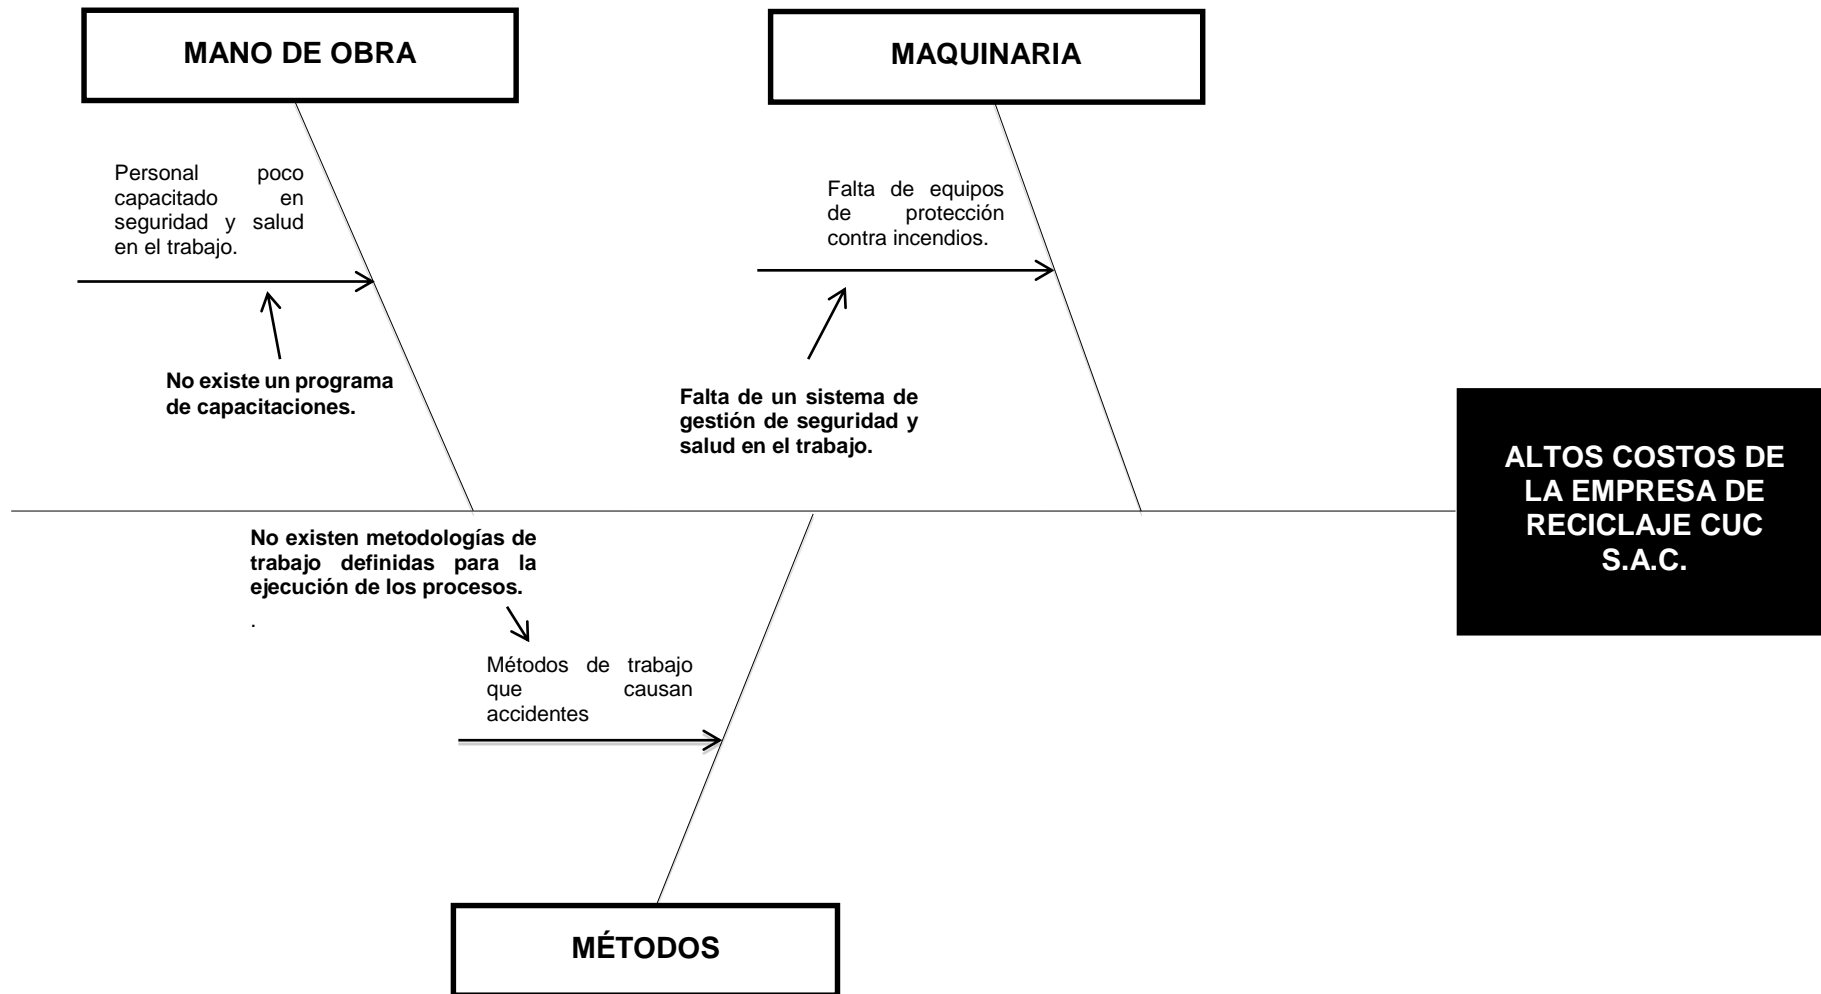 MANO DE OBRA
MAQUINARIA
Personal poco
capacitado en
seguridad y salud
en el trabajo.
Falta de equipos
de protección
contra incendios.
No existe un programa
de capacitaciones.
Falta de un sistema de
gestión de seguridad y
salud en el trabajo.
ALTOS COSTOS DE
LA EMPRESA DE
RECICLAJE CUC
S.A.C.
No existen metodologías de
trabajo definidas para la
ejecución de los procesos.
.
Métodos de trabajo
que causan
accidentes
MÉTODOS